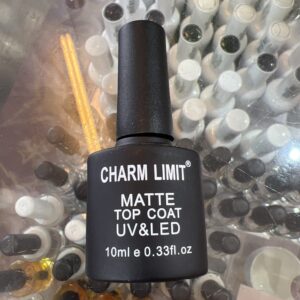 CHARM LIMIT®
MATTE
TOP COAT
UV&LED
10ml e 0.33fl.oz